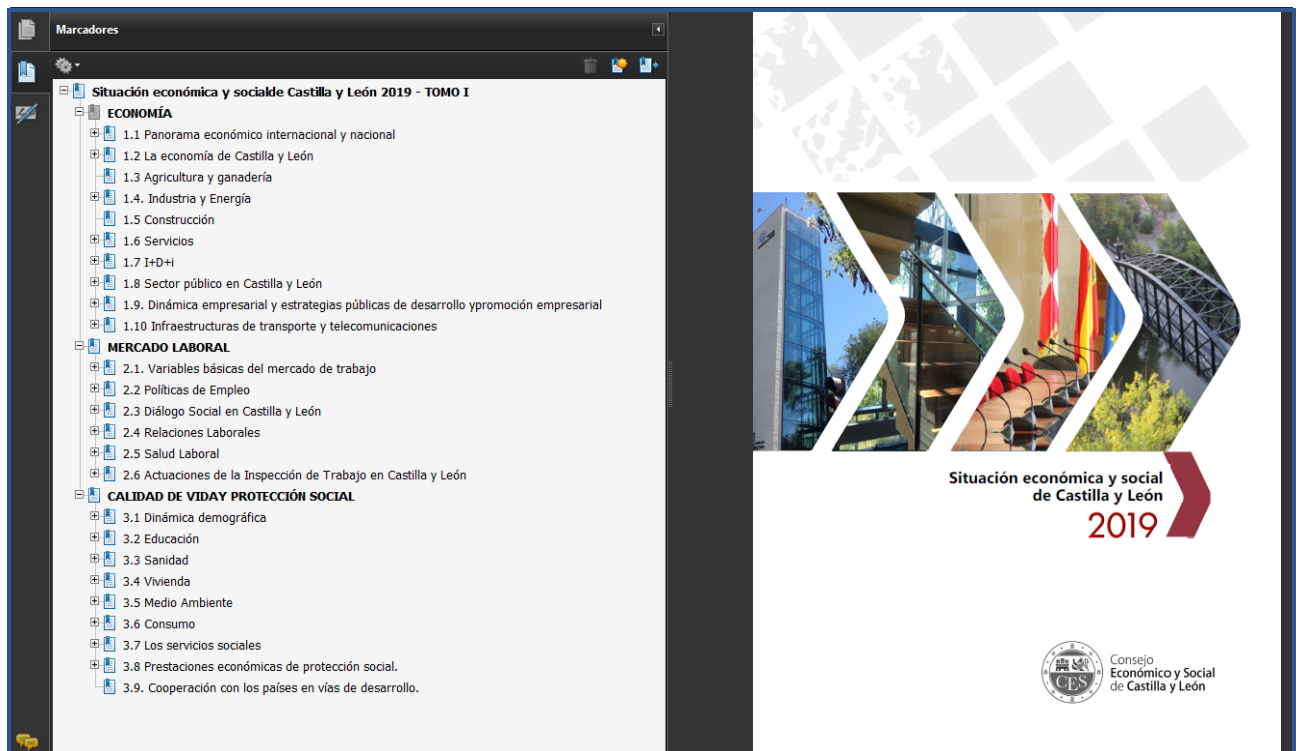 Marcadores
Situación económica y socialde Castilla y León 2019 - TOMO I
ECONOMÍA
1.1 Panorama económico internacional y nacional
1.2 La economía de Castilla y León
1.3 Agricultura y ganadería
1.4. Industria y Energía
1.5 Construcción
1.6 Servicios
1.7 I+D+i
1.8 Sector público en Castilla y León
1.9. Dinámica empresarial y estrategias públicas de desarrollo ypromoción empresarial
1.10 Infraestructuras de transporte y telecomunicaciones
MERCADO LABORAL
2.1. Variables básicas del mercado de trabajo
2.2 Políticas de Empleo
2.3 Diálogo Social en Castilla y León
2.4 Relaciones Laborales
2.5 Salud Laboral
2.6 Actuaciones de la Inspección de Trabajo en Castilla y León
CALIDAD DE VIDAY PROTECCIÓN SOCIAL
3.1 Dinámica demográfica
3.2 Educación
3.3 Sanidad
3.4 Vivienda
3.5 Medio Ambiente
3.6 Consumo
3.7 Los servicios sociales
3.8 Prestaciones económicas de protección social.
3.9. Cooperación con los países en vías de desarrollo.
Situación económica y social
de Castilla y León
2019
CES
Consejo
Económico y Social
de Castilla y León